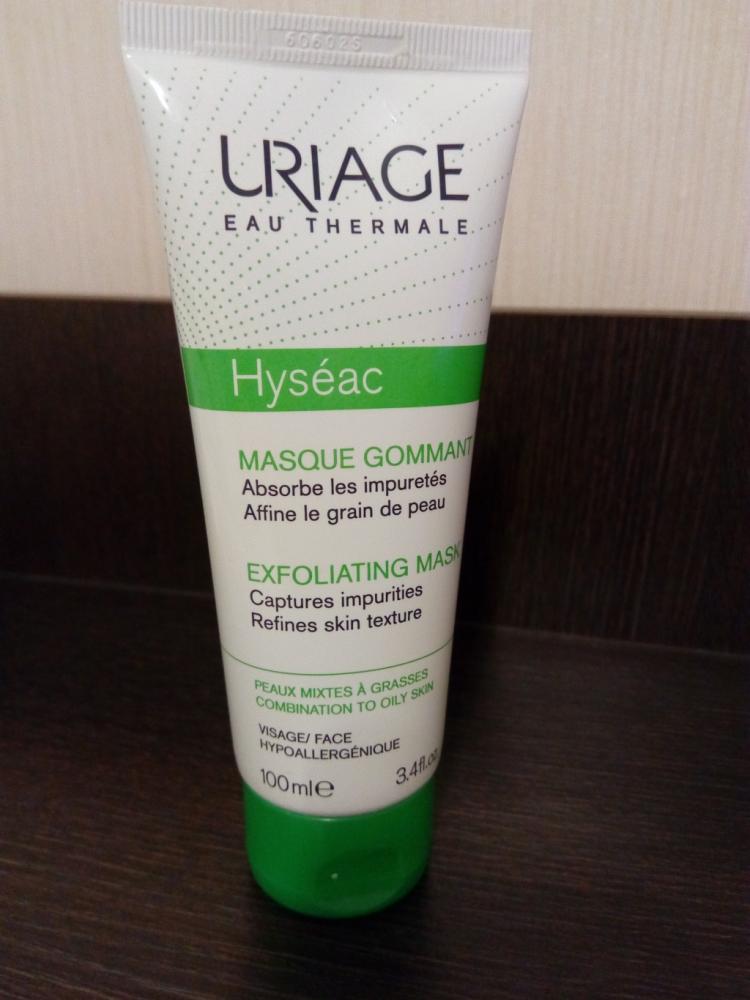 606025
URIAGE
EAU THERMALE
Hyséac
MASQUE GOMMANT
Absorbe les impuretés
Affine le grain de peau
EXFOLIATING MASK
Captures impurities
Refines skin texture
PEAUX MIXTES À GRASSES
COMBINATION TO OILY SKIN
VISAGE/ FACE
HYPOALLERGÉNIQUE
100ml℮ 3.4fl.oz